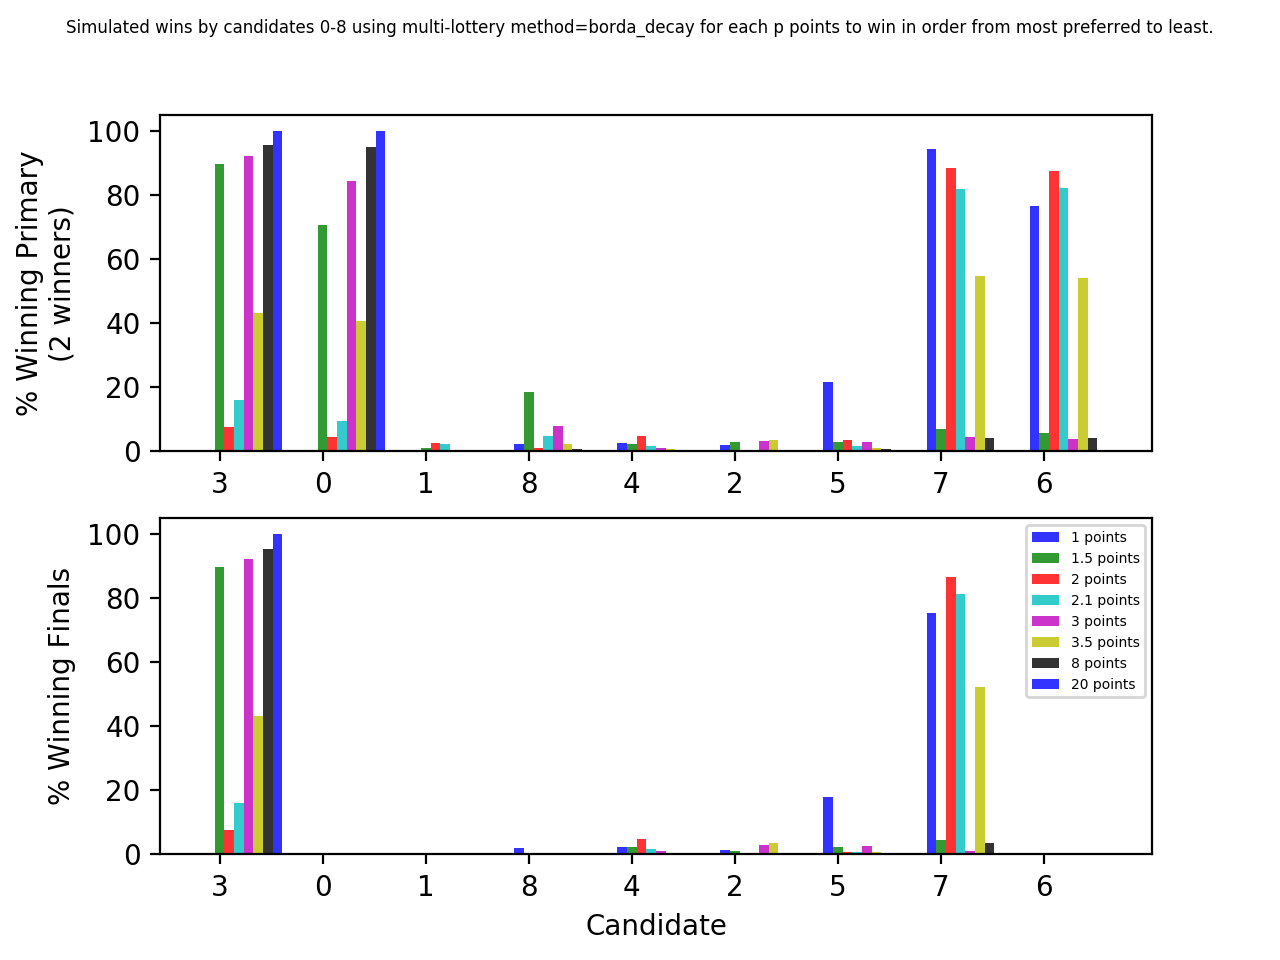 Simulated wins by candidates 0-8 using multi-lottery method=borda_decay for each p points to win in order from most preferred to least.
% Winning Primary
(2 winners)
100
80
60
40
20
0
3 0 1 8 4 2 5 7 6
% Winning Finals
100
80
60
40
20
0
1 points
1.5 points
2 points
2.1 points
3 points
3.5 points
8 points
20 points
3 0 1 8 4 2 5 7 6
Candidate